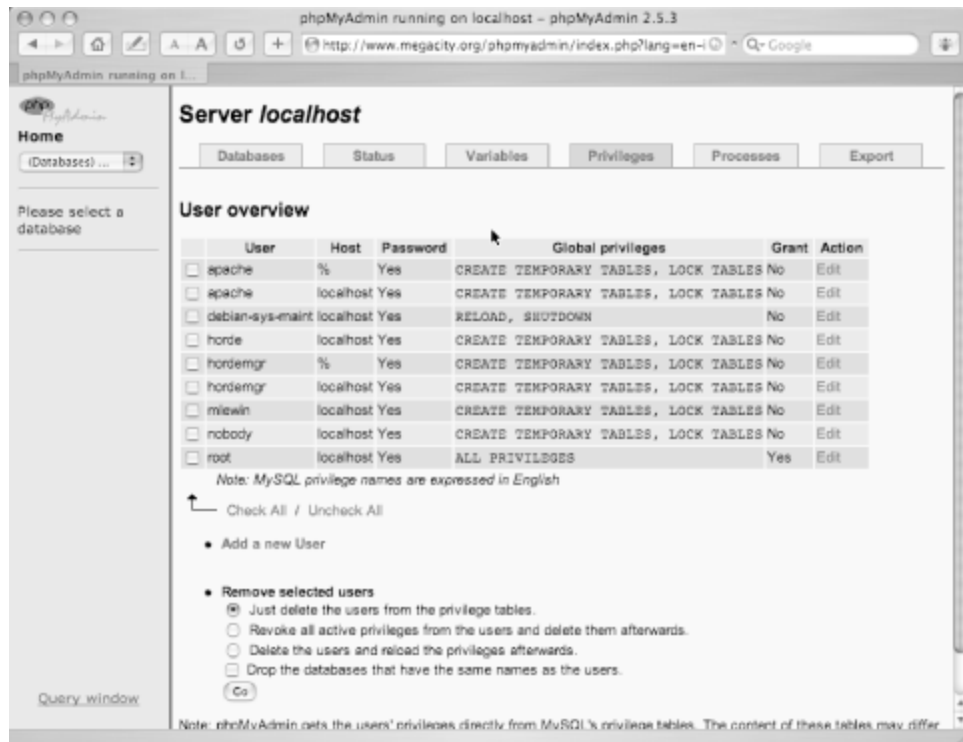 phpMyAdmin running on localhost – phpMyAdmin 2.5.3
A A + http://www.megacity.org/phpmyadmin/index.php?lang=en-i Q- Google
phpMyAdmin running on l...
php
MyAdmin
Home
(Databases) ...
Please select a
database
Query window
Server localhost
Databases Status Variables Privileges Processes Export
User overview
User Host Password Global privileges Grant Action
apache % Yes CREATE TEMPORARY TABLES, LOCK TABLES No Edit
apache localhost Yes CREATE TEMPORARY TABLES, LOCK TABLES No Edit
debian-sys-maint localhost Yes RELOAD, SHUTDOWN No Edit
horde localhost Yes CREATE TEMPORARY TABLES, LOCK TABLES No Edit
hordemgr % Yes CREATE TEMPORARY TABLES, LOCK TABLES No Edit
hordemgr localhost Yes CREATE TEMPORARY TABLES, LOCK TABLES No Edit
mlewin localhost Yes CREATE TEMPORARY TABLES, LOCK TABLES No Edit
nobody localhost Yes CREATE TEMPORARY TABLES, LOCK TABLES No Edit
root localhost Yes ALL PRIVILEGES Yes Edit
Note: MySQL privilege names are expressed in English
Check All / Uncheck All
• Add a new User
• Remove selected users
Just delete the users from the privilege tables.
Revoke all active privileges from the users and delete them afterwards.
Delete the users and reload the privileges afterwards.
Drop the databases that have the same names as the users.
Go
Note: phpMyAdmin gets the users' privileges directly from MySQL's privilege tables. The content of these tables may differ